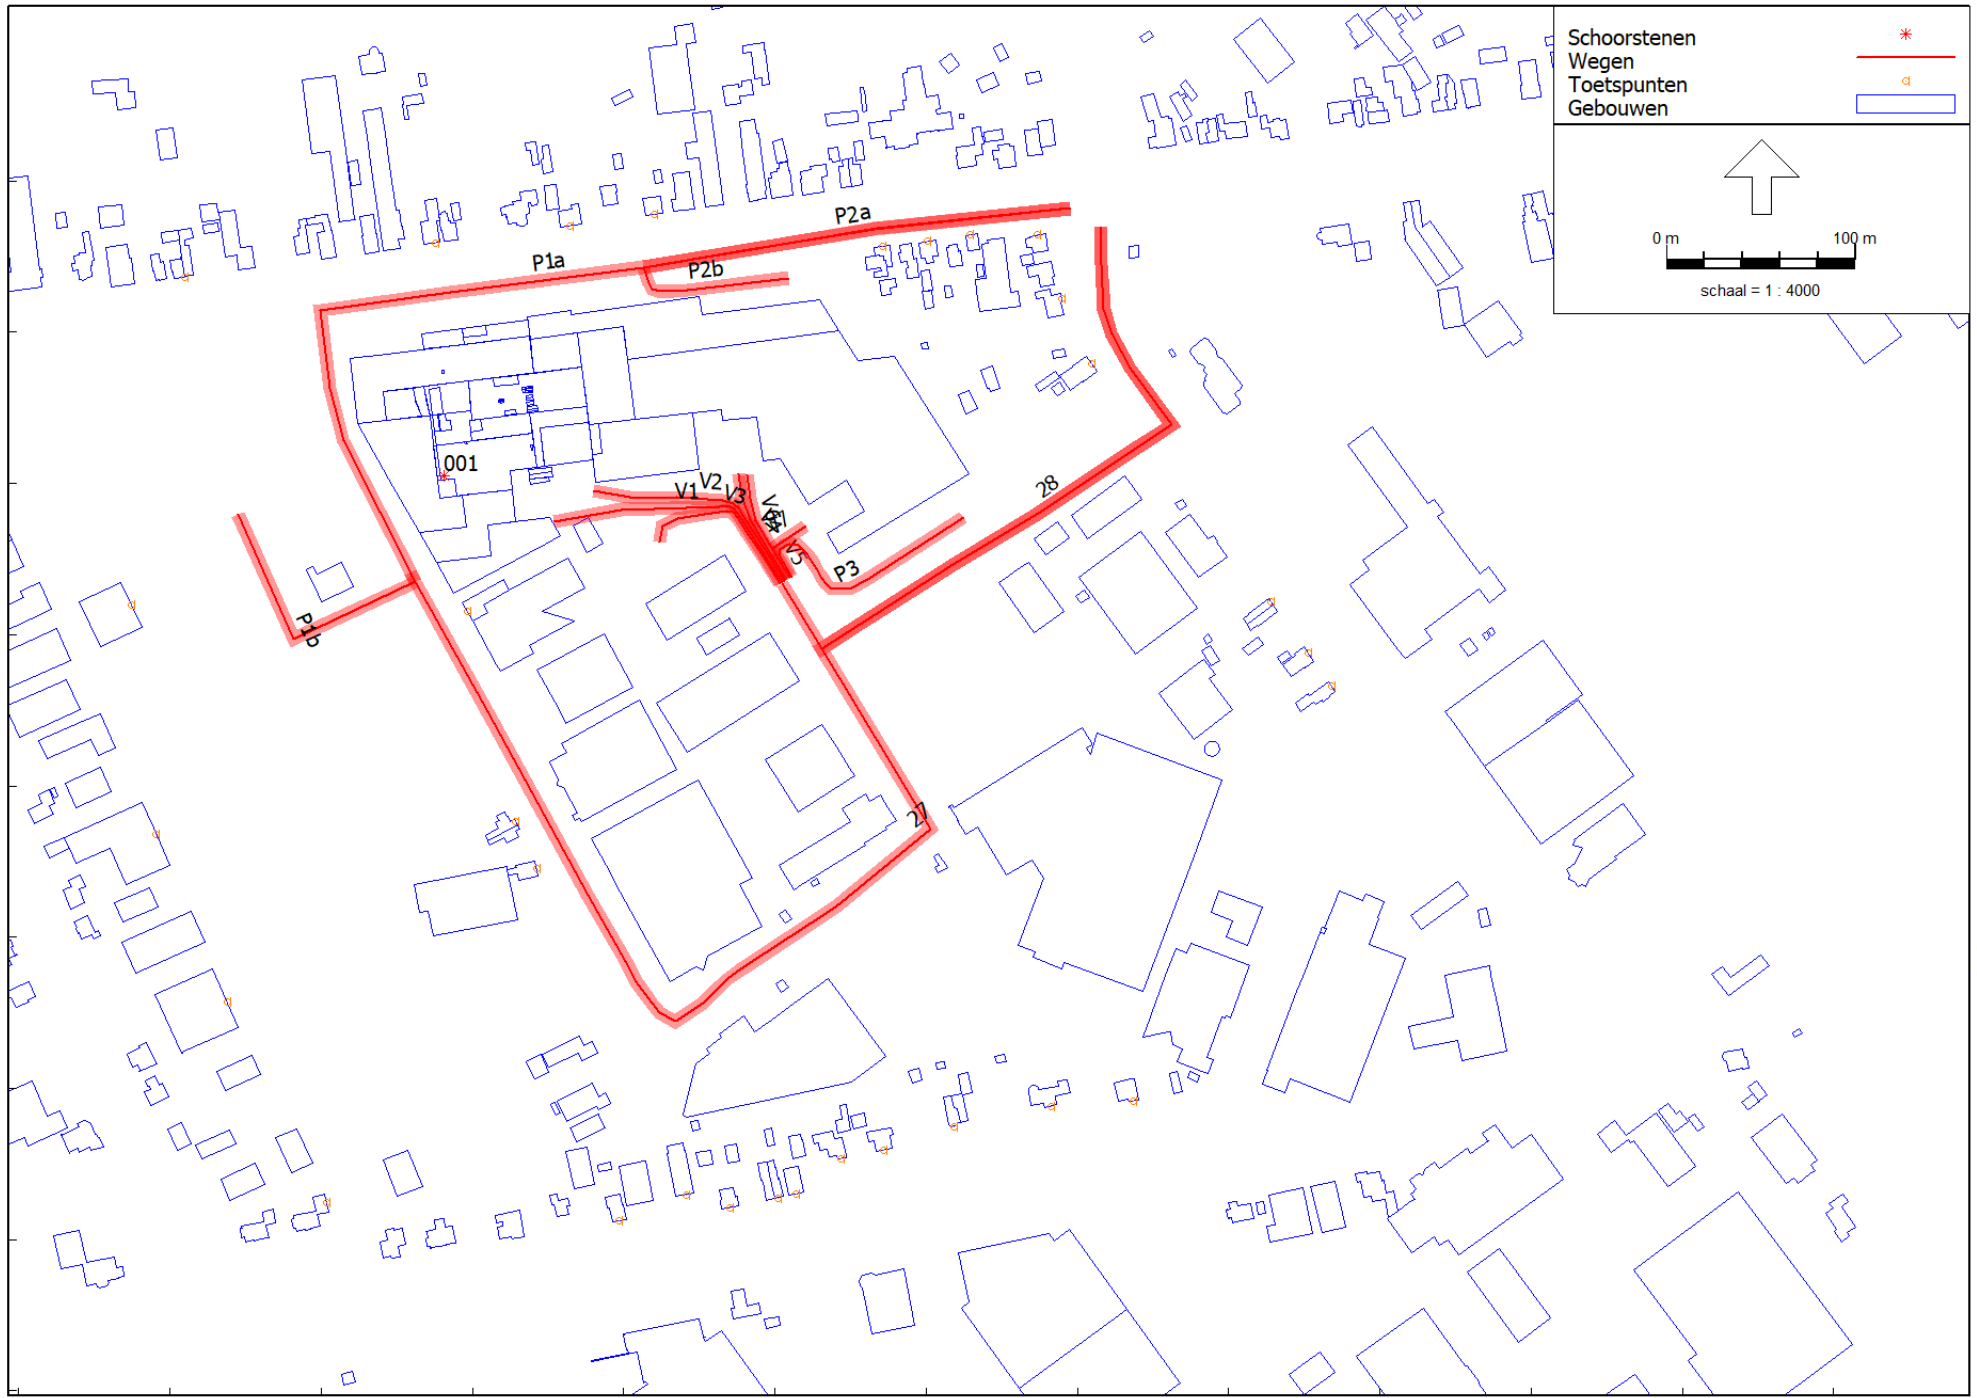 Schoorstenen
Wegen
Toetspunten
Gebouwen
0 m 100 m
schaal = 1 : 4000
P2a
P1a
P2b
001
V1
V2
V3
28
V5
P3
P1b
27